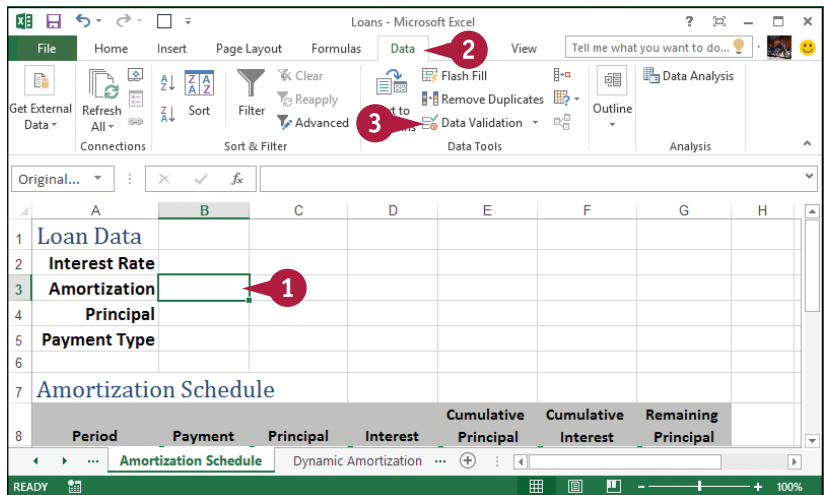 Loans - Microsoft Excel
?
File Home Insert Page Layout Formulas Data 2 View Tell me what you want to do...
Get External Data
Refresh All
Connections
Sort
Filter
Clear
Reapply
Advanced
Sort & Filter
to
3
Flash Fill
Remove Duplicates
Data Validation
Data Tools
Outline
Data Analysis
Analysis
Original... fx
A B C D E F G H
1 Loan Data
2 Interest Rate
3 Amortization 1
4 Principal
5 Payment Type
6
7 Amortization Schedule
8 Period Payment Principal Interest Cumulative Principal Cumulative Interest Remaining Principal
... Amortization Schedule Dynamic Amortization ...
READY 100%